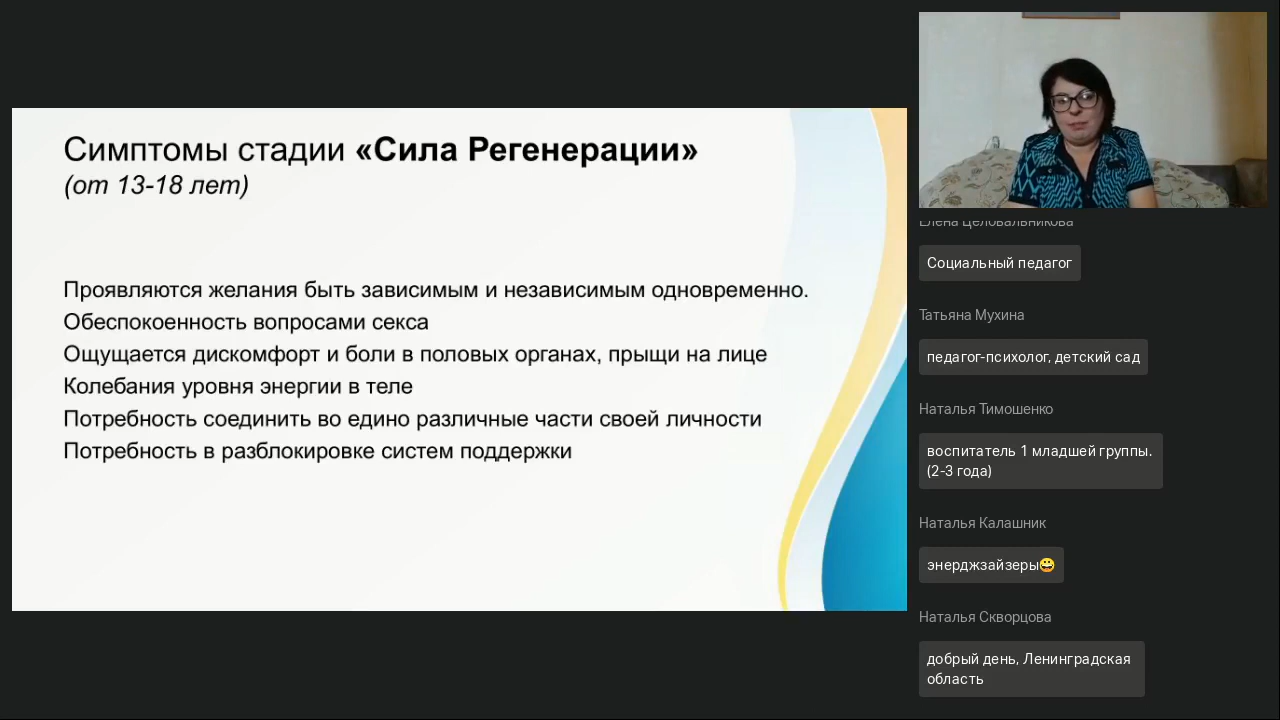 Симптомы стадии «Сила Регенерации»
(от 13-18 лет)
Проявляются желания быть зависимым и независимым одновременно.
Обеспокоенность вопросами секса
Ощущается дискомфорт и боли в половых органах, прыщи на лице
Колебания уровня энергии в теле
Потребность соединить во едино различные части своей личности
Потребность в разблокировке систем поддержки
Елена Целовальникова
Социальный педагог
Татьяна Мухина
педагог-психолог, детский сад
Наталья Тимошенко
воспитатель 1 младшей группы.
(2-3 года)
Наталья Калашник
энерджзайзеры😀
Наталья Скворцова
добрый день, Ленинградская
область